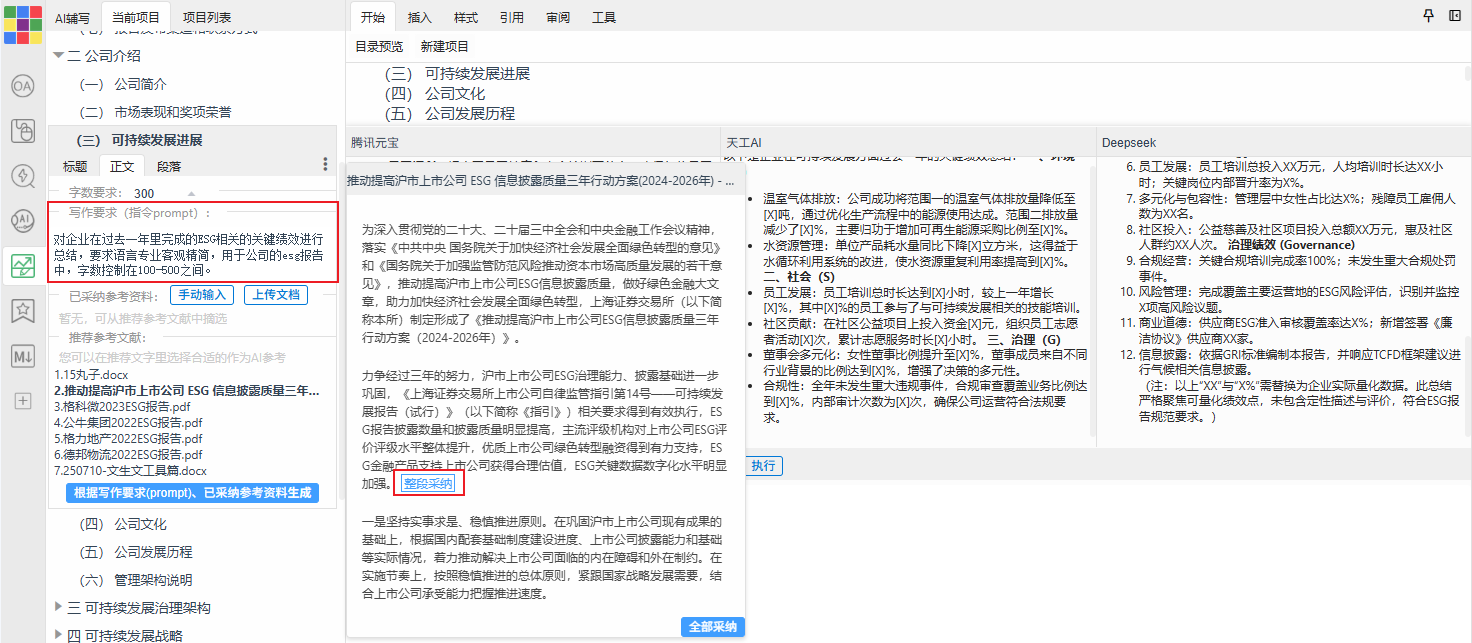 AI辅写 当前项目 项目列表
开始 插入 样式 引用 审阅 工具
目录预览 新建项目
二 公司介绍
(一) 公司简介
(二) 市场表现和奖项荣誉
(三) 可持续发展进展
标题 正文 段落
字数要求: 300
写作要求（指令prompt）:
对企业在过去一年里完成的ESG相关的关键绩效进行
总结，要求语言专业客观精简，用于公司的esg报告
中，字数控制在100-500之间。
已采纳参考资料: 手动输入 上传文档
暂无，可从推荐参考文献中摘选
推荐参考文献:
您可以在推荐文字里选择合适的作为AI参考
1.15丸子.docx
2.推动提高沪市上市公司 ESG 信息披露质量三年...
3.格科微2023ESG报告.pdf
4.公牛集团2022ESG报告.pdf
5.格力地产2022ESG报告.pdf
6.德邦物流2022ESG报告.pdf
7.250710-文生文工具篇.docx
根据写作要求(prompt)、已采纳参考资料生成
(四) 公司文化
(五) 公司发展历程
(六) 管理架构说明
三 可持续发展治理架构
四 可持续发展战略
OA
AI
M↓
(三) 可持续发展进展
(四) 公司文化
(五) 公司发展历程
腾讯元宝
推动提高沪市上市公司 ESG 信息披露质量三年行动方案(2024-2026年) - ...
为深入贯彻党的二十大、二十届三中全会和中央金融工作会议精神，
落实《中共中央 国务院关于加快经济社会发展全面绿色转型的意见》
和《国务院关于加强监管防范风险推动资本市场高质量发展的若干意
见》，推动提高沪市上市公司ESG信息披露质量，做好绿色金融大文
章，助力加快经济社会发展全面绿色转型，上海证券交易所（以下简
称本所）制定形成了《推动提高沪市上市公司ESG信息披露质量三年
行动方案（2024-2026年）》。
力争经过三年的努力，沪市上市公司ESG治理能力、披露基础进一步
巩固，《上海证券交易所上市公司自律监管指引第14号——可持续发
展报告（试行）》（以下简称《指引》）相关要求得到有效执行，ES
G报告披露数量和披露质量明显提高，主流评级机构对上市公司ESG评
价评级水平整体提升，优质上市公司绿色转型融资得到有力支持，ES
G金融产品支持上市公司获得合理估值，ESG关键数据数字化水平明显
加强。 整段采纳
一是坚持实事求是、稳慎推进原则。在巩固沪市上市公司现有成果的
基础上，根据国内配套基础制度建设进度、上市公司披露能力和基础
等实际情况，着力推动解决上市公司面临的内在障碍和外在制约。在
实施节奏上，按照稳慎推进的总体原则，紧跟国家战略发展需要，结
合上市公司承受能力把握推进速度。
全部采纳
天工AI
温室气体排放：公司成功将范围一的温室气体排放量降低至
[X]吨，通过优化生产流程中的能源使用达成。范围二排放量
减少了[X]%，主要归功于增加可再生能源采购比例至[X]%。
水资源管理：单位产品耗水量同比下降[X]立方米，这得益于
水循环利用系统的改进，使水资源重复利用率提高到[X]%。
二、社会（S）
员工发展：员工培训总时长达到[X]小时，较上一年增长
[X]%，其中[X]%的员工参与了与可持续发展相关的技能培训。
社区贡献：在社区公益项目上投入资金[X]元，组织员工志愿
者活动[X]次，累计志愿服务时长[X]小时。 三、治理（G）
董事会多元化：女性董事比例提升至[X]%，董事成员来自不同
行业背景的比例达到[X]%，增强了决策的多元性。
合规性：全年未发生重大违规事件，合规审查覆盖业务比例达
到[X]%，内部审计次数为[X]次，确保公司运营符合法规要
求。
执行
Deepseek
6. 员工发展：员工培训总投入XX万元，人均培训时长达XX小
时；关键岗位内部晋升率为X%。
7. 多元化与包容性：管理层中女性占比达X%；残障员工雇佣人
数为XX名。
8. 社区投入：公益慈善及社区项目投入总额XX万元，惠及社区
人群约XX人次。 治理绩效 (Governance)
9. 合规经营：关键合规培训完成率100%；未发生重大合规处罚
事件。
10. 风险管理：完成覆盖主要运营地的ESG风险评估，识别并监控
X项高风险议题。
11. 商业道德：供应商ESG准入审核覆盖率达X%；新增签署《廉
洁协议》供应商XX家。
12. 信息披露：依据GRI标准编制本报告，并响应TCFD框架建议进
行气候相关信息披露。
（注：以上“XX”与“X%”需替换为企业实际量化数据。此总结
严格聚焦可量化绩效点，未包含定性描述与评价，符合ESG报
告规范要求。）